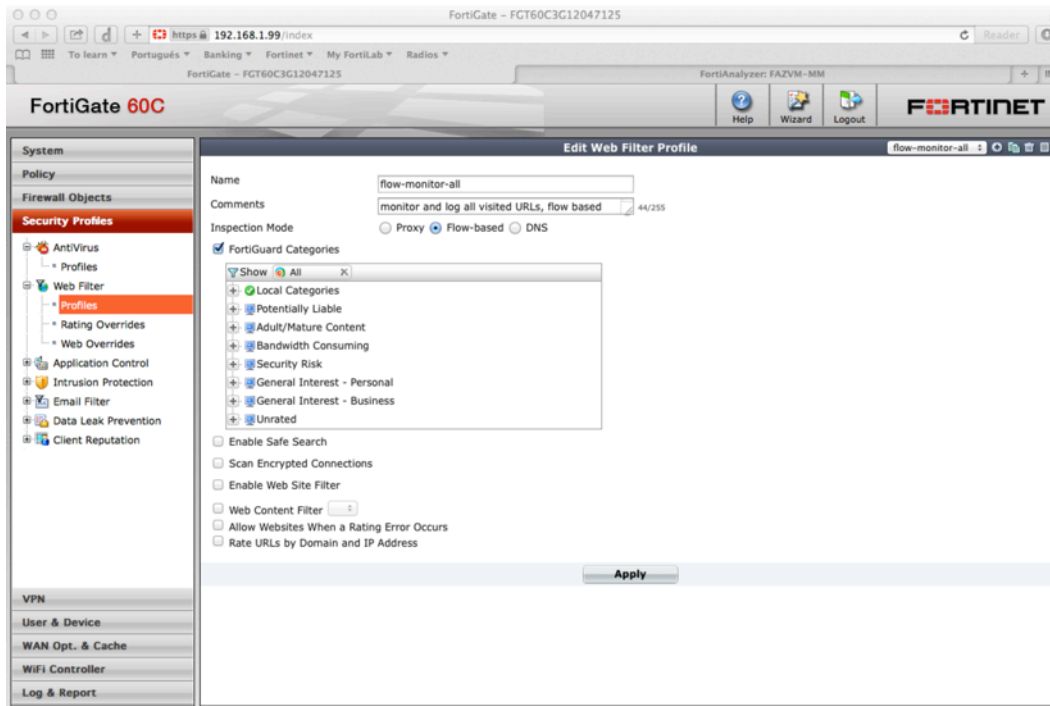 FortiGate – FGT60C3G12047125
https 192.168.1.99/index
Reader
To learn Português Banking Fortinet My FortiLab Radios
FortiGate – FGT60C3G12047125 FortiAnalyzer: FAZVM-MM
FortiGate 60C
Help Wizard Logout
FORTINET
System
Policy
Firewall Objects
Security Profiles
AntiVirus
Profiles
Web Filter
Profiles
Rating Overrides
Web Overrides
Application Control
Intrusion Protection
Email Filter
Data Leak Prevention
Client Reputation
VPN
User & Device
WAN Opt. & Cache
WiFi Controller
Log & Report
Edit Web Filter Profile
flow-monitor-all
Name flow-monitor-all
Comments monitor and log all visited URLs, flow based 44/255
Inspection Mode Proxy Flow-based DNS
FortiGuard Categories
Show All X
Local Categories
Potentially Liable
Adult/Mature Content
Bandwidth Consuming
Security Risk
General Interest - Personal
General Interest - Business
Unrated
Enable Safe Search
Scan Encrypted Connections
Enable Web Site Filter
Web Content Filter
Allow Websites When a Rating Error Occurs
Rate URLs by Domain and IP Address
Apply